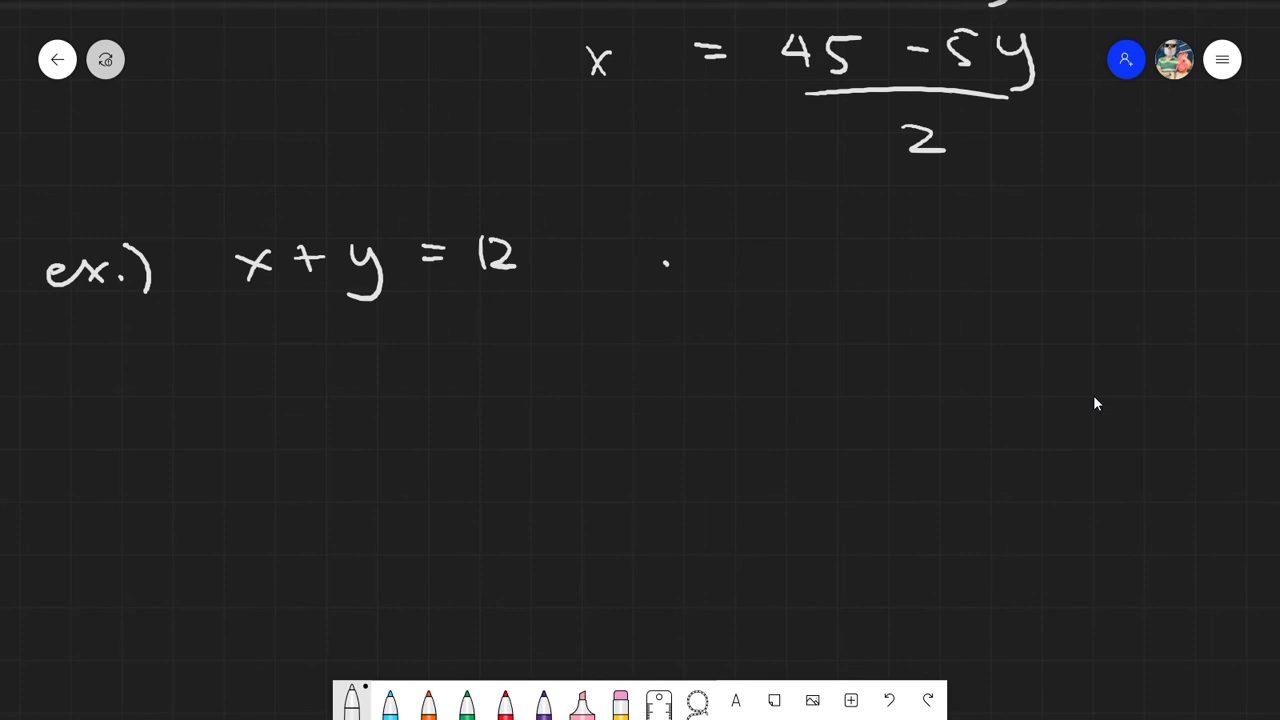 x = 45 - 5y
2
ex.) x + y = 12 .
A